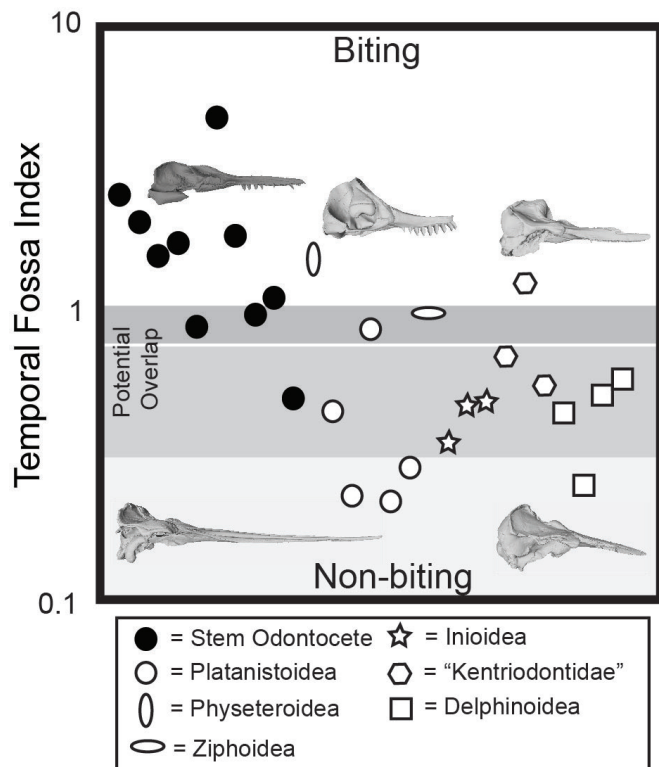 10
Biting
Temporal Fossa Index
1
Potential
Overlap
Non-biting
0.1
= Stem Odontocete
= Inioidea
= Platanistoidea
= “Kentriodontidae”
= Physeteroidea
= Delphinoidea
= Ziphoidea